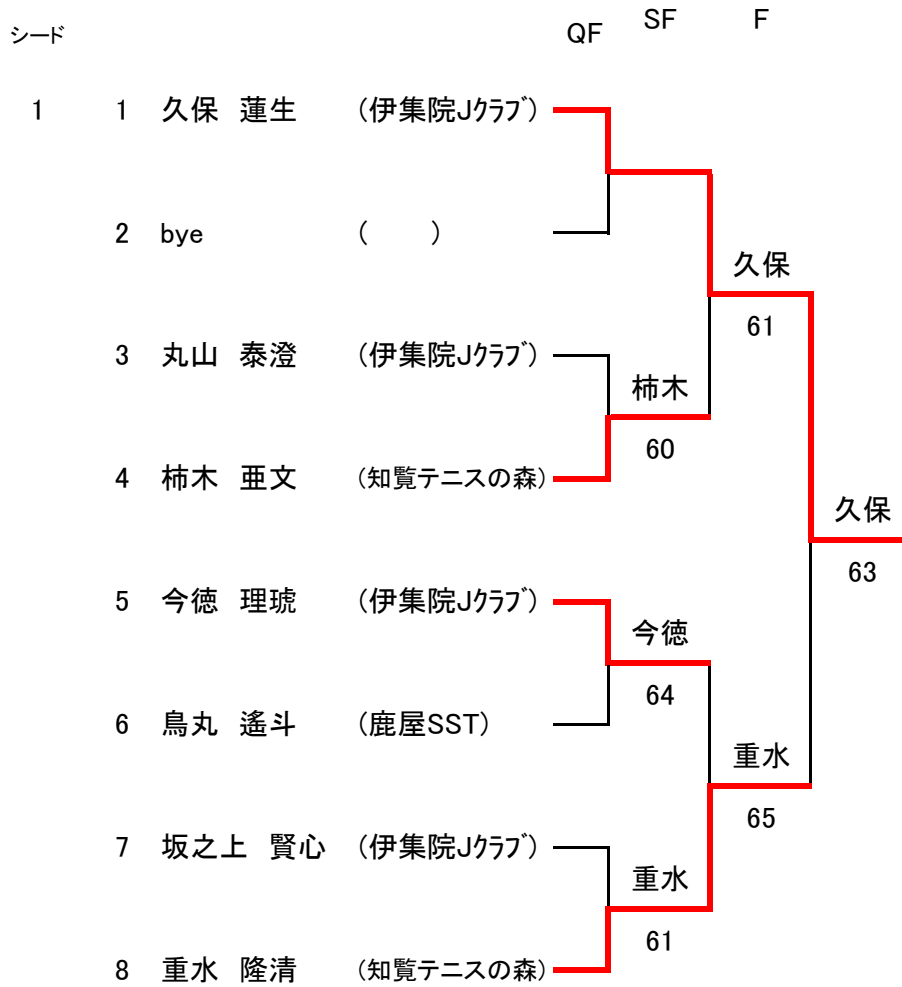 シード QF SF F
1 1 久保 蓮生 (伊集院Jｸﾗﾌﾞ)
2 bye ( )
久保
61
3 丸山 泰澄 (伊集院Jｸﾗﾌﾞ)
柿木
60
4 柿木 亜文 (知覧テニスの森)
久保
63
5 今徳 理琥 (伊集院Jｸﾗﾌﾞ)
今徳
64
6 鳥丸 遙斗 (鹿屋SST)
重水
65
7 坂之上 賢心 (伊集院Jｸﾗﾌﾞ)
重水
61
8 重水 隆清 (知覧テニスの森)